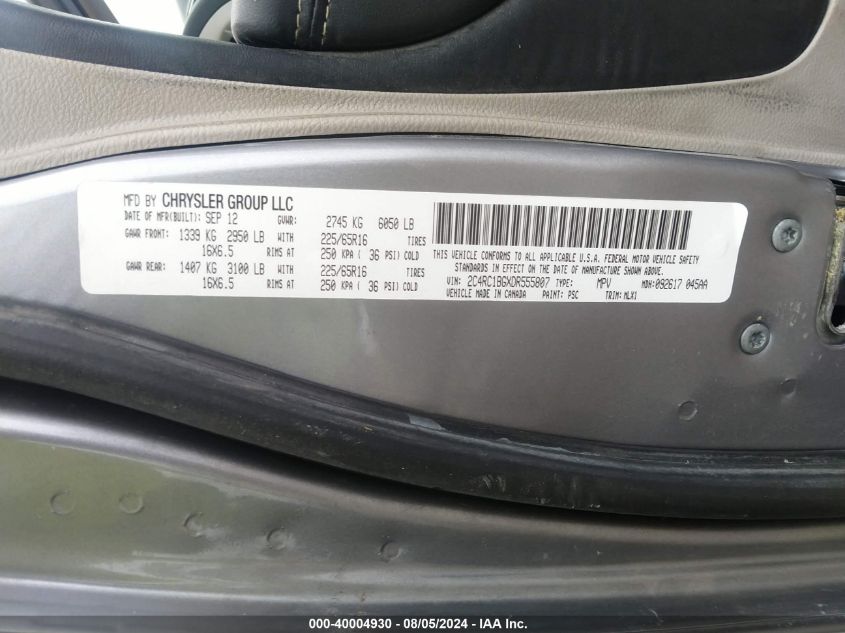 MFD BY CHRYSLER GROUP LLC
DATE OF MFR(BUILT): SEP 12 GVWR: 2745 KG 6050 LB
GAWR FRONT: 1339 KG 2950 LB WITH 225/65R16 TIRES
16X6.5 RIMS AT 250 KPA ( 36 PSI) COLD
GAWR REAR: 1407 KG 3100 LB WITH 225/65R16 TIRES
16X6.5 RIMS AT 250 KPA ( 36 PSI) COLD
THIS VEHICLE CONFORMS TO ALL APPLICABLE U.S.A. FEDERAL MOTOR VEHICLE SAFETY
STANDARDS IN EFFECT ON THE DATE OF MANUFACTURE SHOWN ABOVE.
VIN: 2C4RC1BGXDR555807 TYPE: MPV MDH: 092617 045AA
VEHICLE MADE IN CANADA PAINT: PSC TRIM: MLX1
000-40004930 - 08/05/2024 - IAA Inc.